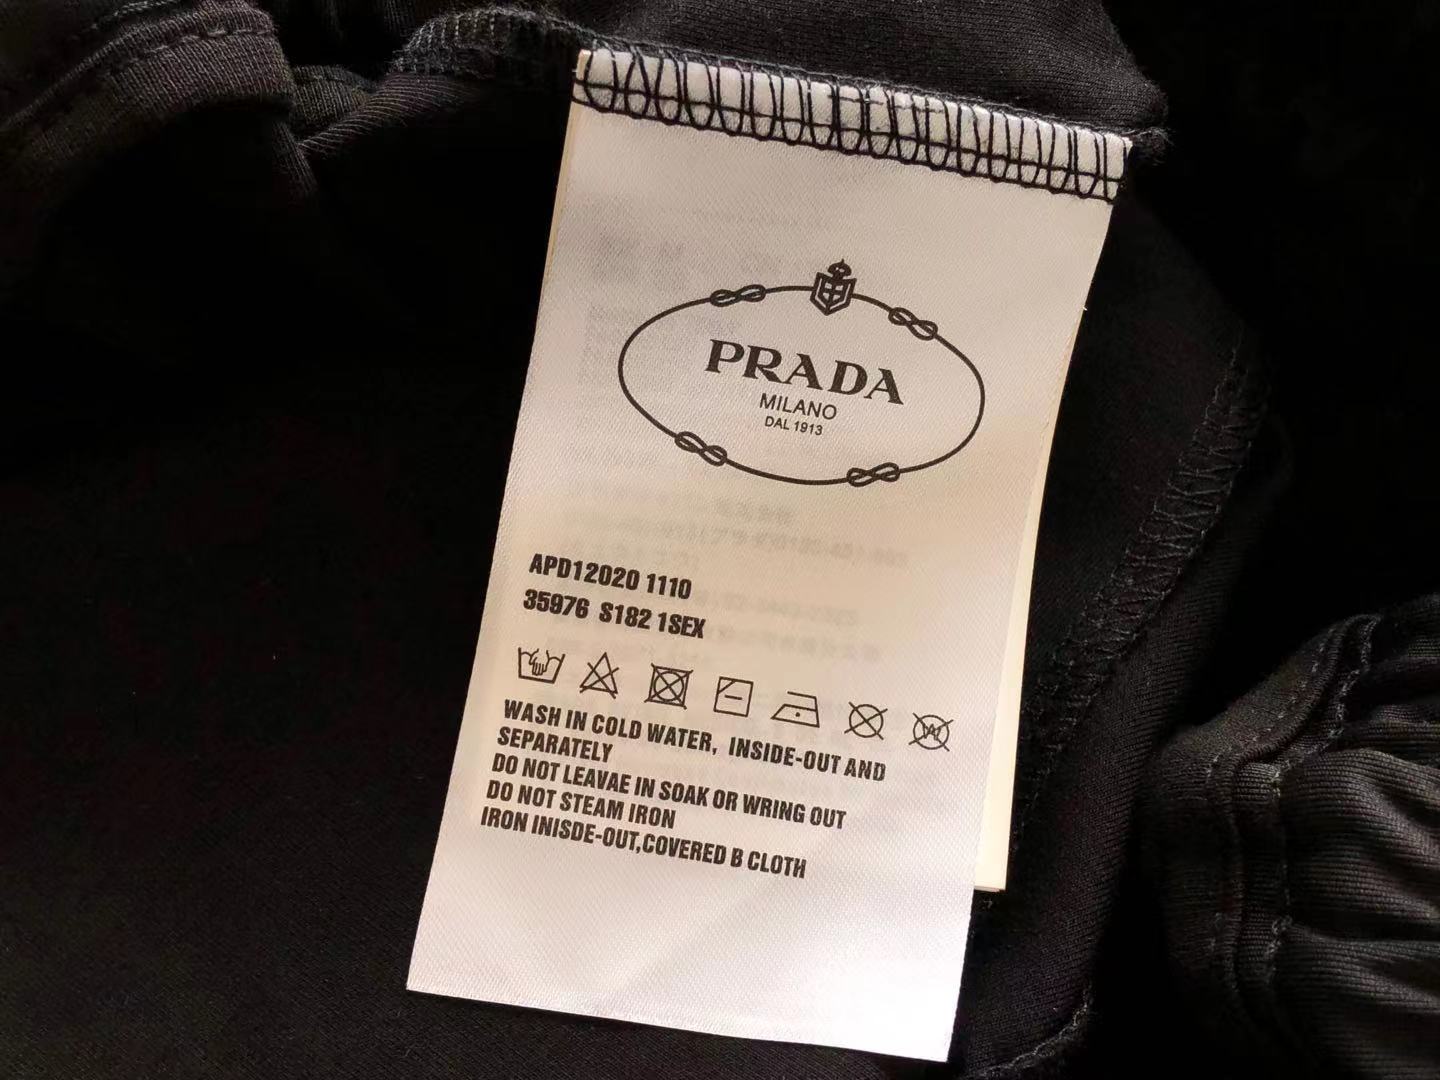 PRADA
MILANO
DAL 1913
APD12020 1110
35976 S182 1SEX
WASH IN COLD WATER, INSIDE-OUT AND
SEPARATELY
DO NOT LEAVAE IN SOAK OR WRING OUT
DO NOT STEAM IRON
IRON INISDE-OUT,COVERED B CLOTH